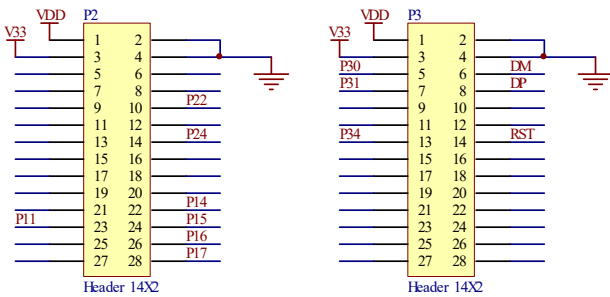 P2
VDD
V33
1 2
3 4
5 6
7 8
9 10 P22
11 12
13 14 P24
15 16
17 18
19 20
21 22 P14
P11 23 24 P15
25 26 P16
27 28 P17
Header 14X2
P3
VDD
V33
1 2
3 4
P30 5 6 DM
P31 7 8 DP
9 10
11 12
P34 13 14 RST
15 16
17 18
19 20
21 22
23 24
25 26
27 28
Header 14X2